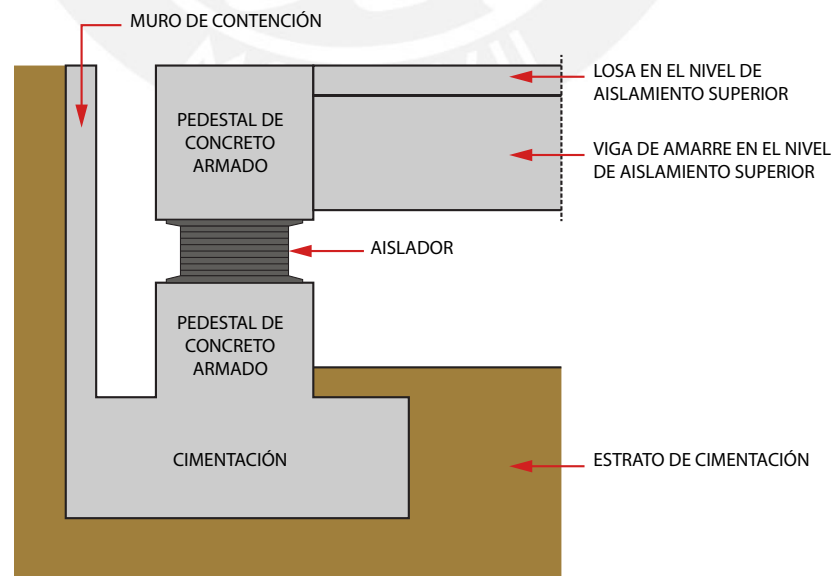 MURO DE CONTENCIÓN
LOSA EN EL NIVEL DE
AISLAMIENTO SUPERIOR
PEDESTAL DE
CONCRETO
ARMADO
VIGA DE AMARRE EN EL NIVEL
DE AISLAMIENTO SUPERIOR
AISLADOR
PEDESTAL DE
CONCRETO
ARMADO
CIMENTACIÓN
ESTRATO DE CIMENTACIÓN